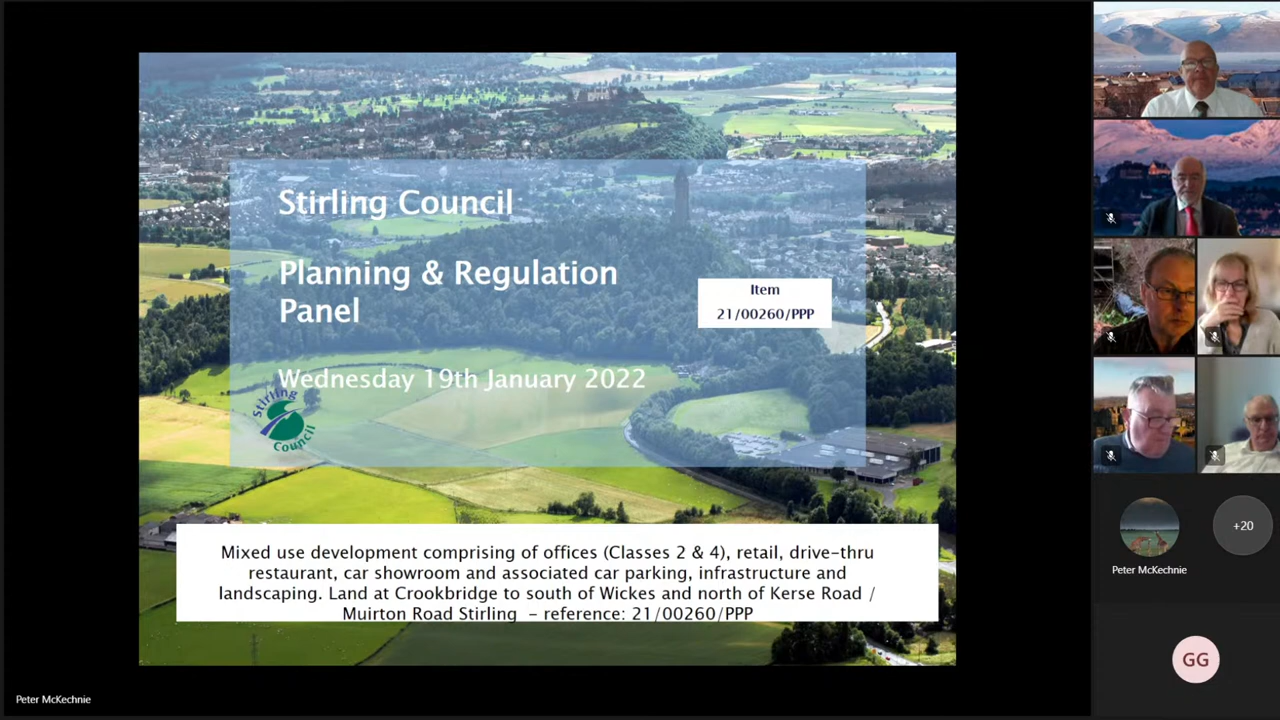 Stirling Council
Planning & Regulation
Panel
Item
21/00260/PPP
Wednesday 19th January 2022
Stirling
Council
Mixed use development comprising of offices (Classes 2 & 4), retail, drive-thru
restaurant, car showroom and associated car parking, infrastructure and
landscaping. Land at Crookbridge to south of Wickes and north of Kerse Road /
Muirton Road Stirling – reference: 21/00260/PPP
+20
Peter McKechnie
GG
Peter McKechnie